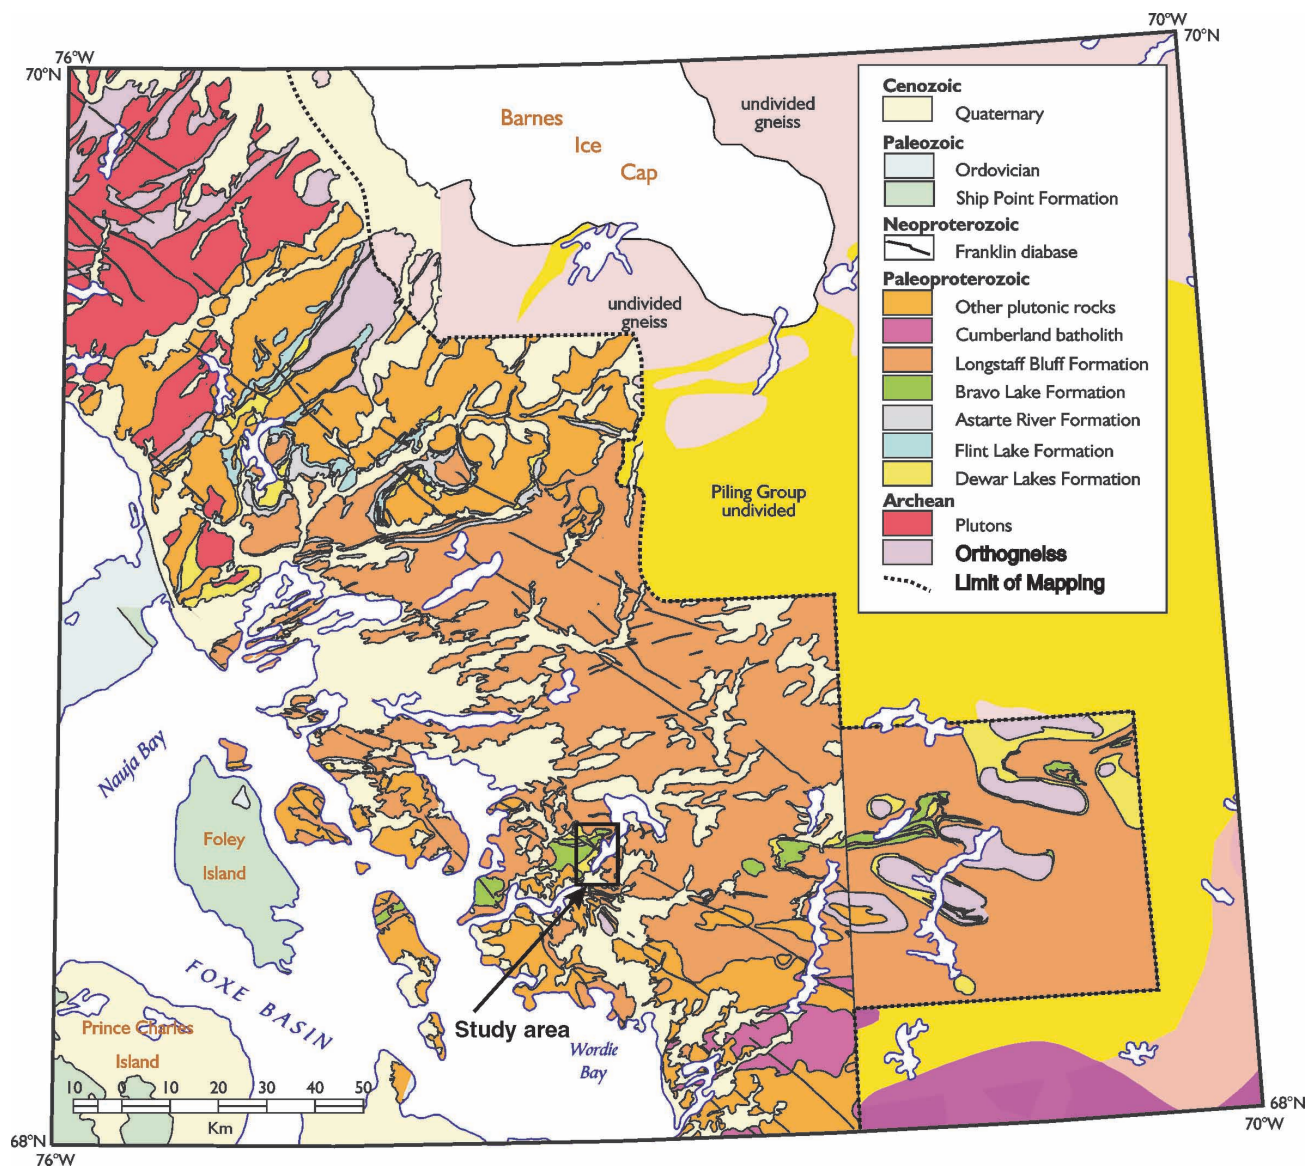 70°W
76°W
70°N
70°N
Barnes
Ice
Cap
undivided
gneiss
Cenozoic
Quaternary
Paleozoic
Ordovician
Ship Point Formation
Neoproterozoic
Franklin diabase
Paleoproterozoic
Other plutonic rocks
Cumberland batholith
Longstaff Bluff Formation
Bravo Lake Formation
Astarte River Formation
Flint Lake Formation
Dewar Lakes Formation
Archean
Plutons
Orthogneiss
Limit of Mapping
undivided
gneiss
Piling Group
undivided
Nauja Bay
Foley
Island
FOXE BASIN
Study area
Prince Charles
Island
Wordie
Bay
10 0 10 20 30 40 50
Km
68°N
76°W
68°N
70°W